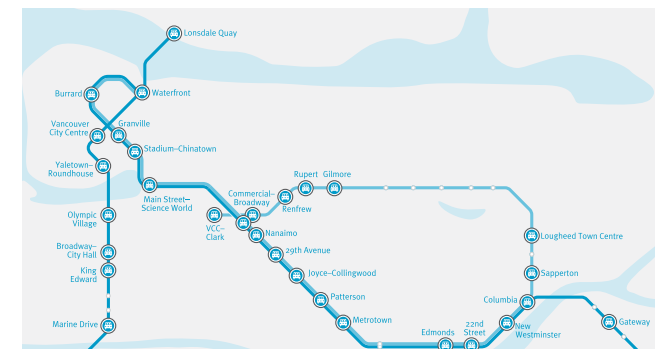 Lonsdale Quay
Burrard
Waterfront
Vancouver
City Centre
Granville
Stadium–Chinatown
Yaletown–
Roundhouse
Main Street–
Science World
Rupert
Gilmore
Commercial–
Broadway
Renfrew
Olympic
Village
VCC–
Clark
Nanaimo
Lougheed Town Centre
Broadway–
City Hall
29th Avenue
King
Edward
Joyce–Collingwood
Sapperton
Patterson
Columbia
Marine Drive
Metrotown
Edmonds
22nd
Street
New
Westminster
Gateway